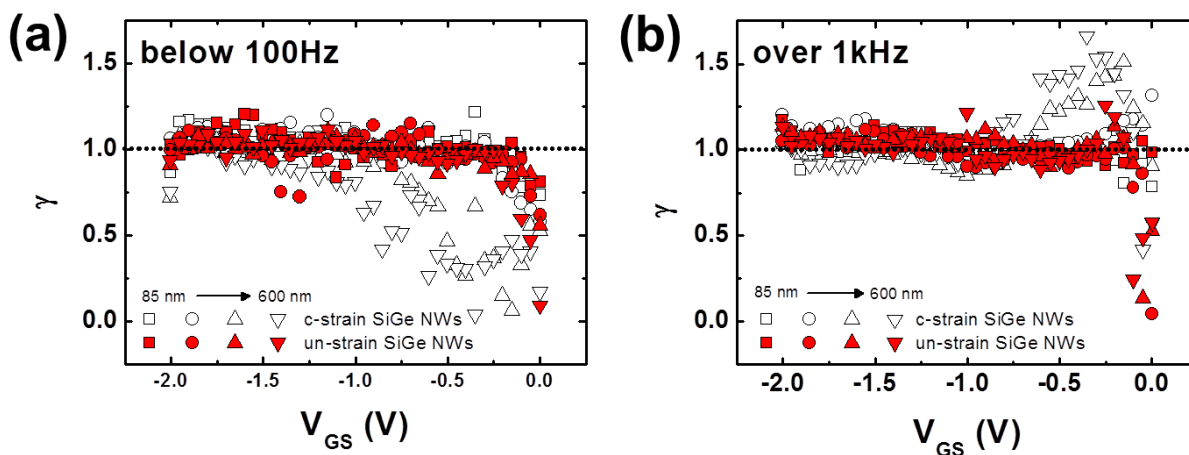 (a)
below 100Hz
1.5
1.0
0.5
0.0
γ
85 nm 600 nm
c-strain SiGe NWs
un-strain SiGe NWs
-2.0 -1.5 -1.0 -0.5 0.0
VGS (V)
(b)
over 1kHz
1.5
1.0
0.5
0.0
γ
85 nm 600 nm
c-strain SiGe NWs
un-strain SiGe NWs
-2.0 -1.5 -1.0 -0.5 0.0
VGS (V)